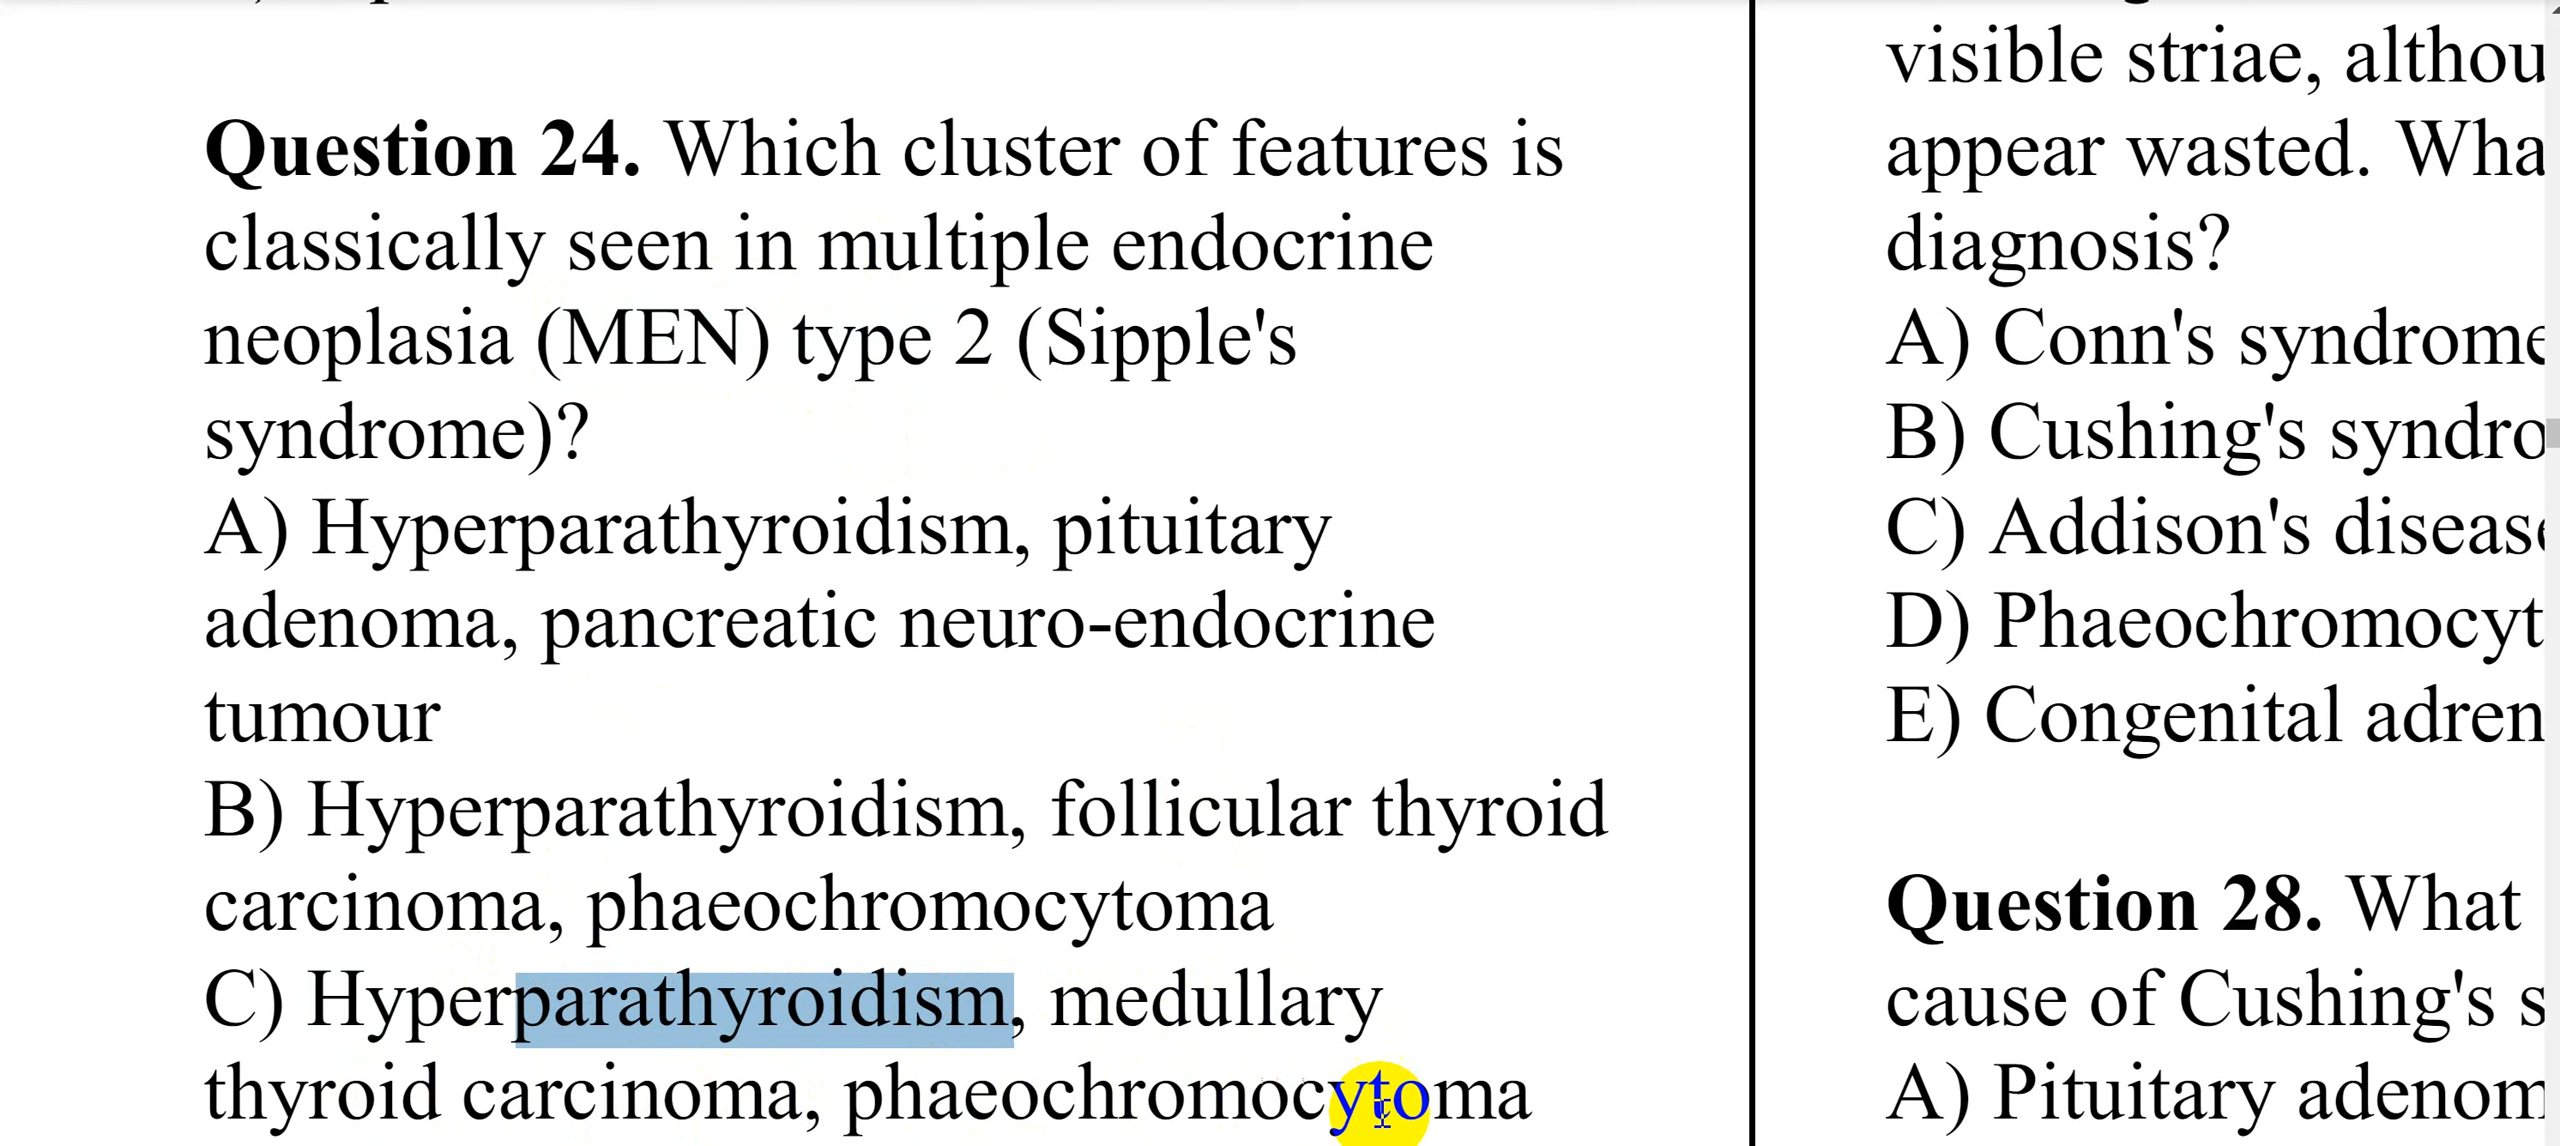 Question 24. Which cluster of features is
classically seen in multiple endocrine
neoplasia (MEN) type 2 (Sipple's
syndrome)?
A) Hyperparathyroidism, pituitary
adenoma, pancreatic neuro-endocrine
tumour
B) Hyperparathyroidism, follicular thyroid
carcinoma, phaeochromocytoma
C) Hyperparathyroidism, medullary
thyroid carcinoma, phaeochromocytoma
visible striae, althou
appear wasted. Wha
diagnosis?
A) Conn's syndrome
B) Cushing's syndro
C) Addison's disease
D) Phaeochromocyt
E) Congenital adren
Question 28. What
cause of Cushing's s
A) Pituitary adenom